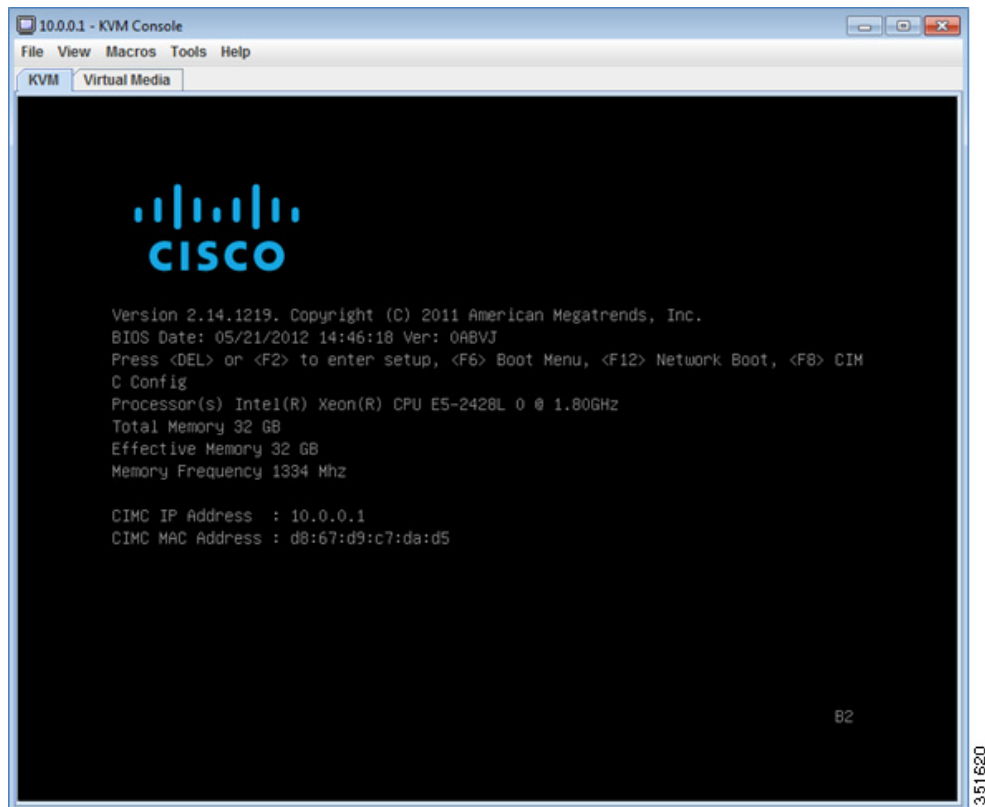 10.0.0.1 - KVM Console
File View Macros Tools Help
KVM Virtual Media
CISCO
Version 2.14.1219. Copyright (C) 2011 American Megatrends, Inc.
BIOS Date: 05/21/2012 14:46:18 Ver: 0ABVJ
Press <DEL> or <F2> to enter setup, <F6> Boot Menu, <F12> Network Boot, <F8> CIM
C Config
Processor(s) Intel(R) Xeon(R) CPU E5-2428L 0 @ 1.80GHz
Total Memory 32 GB
Effective Memory 32 GB
Memory Frequency 1334 Mhz
CIMC IP Address : 10.0.0.1
CIMC MAC Address : d8:67:d9:c7:da:d5
B2
351620